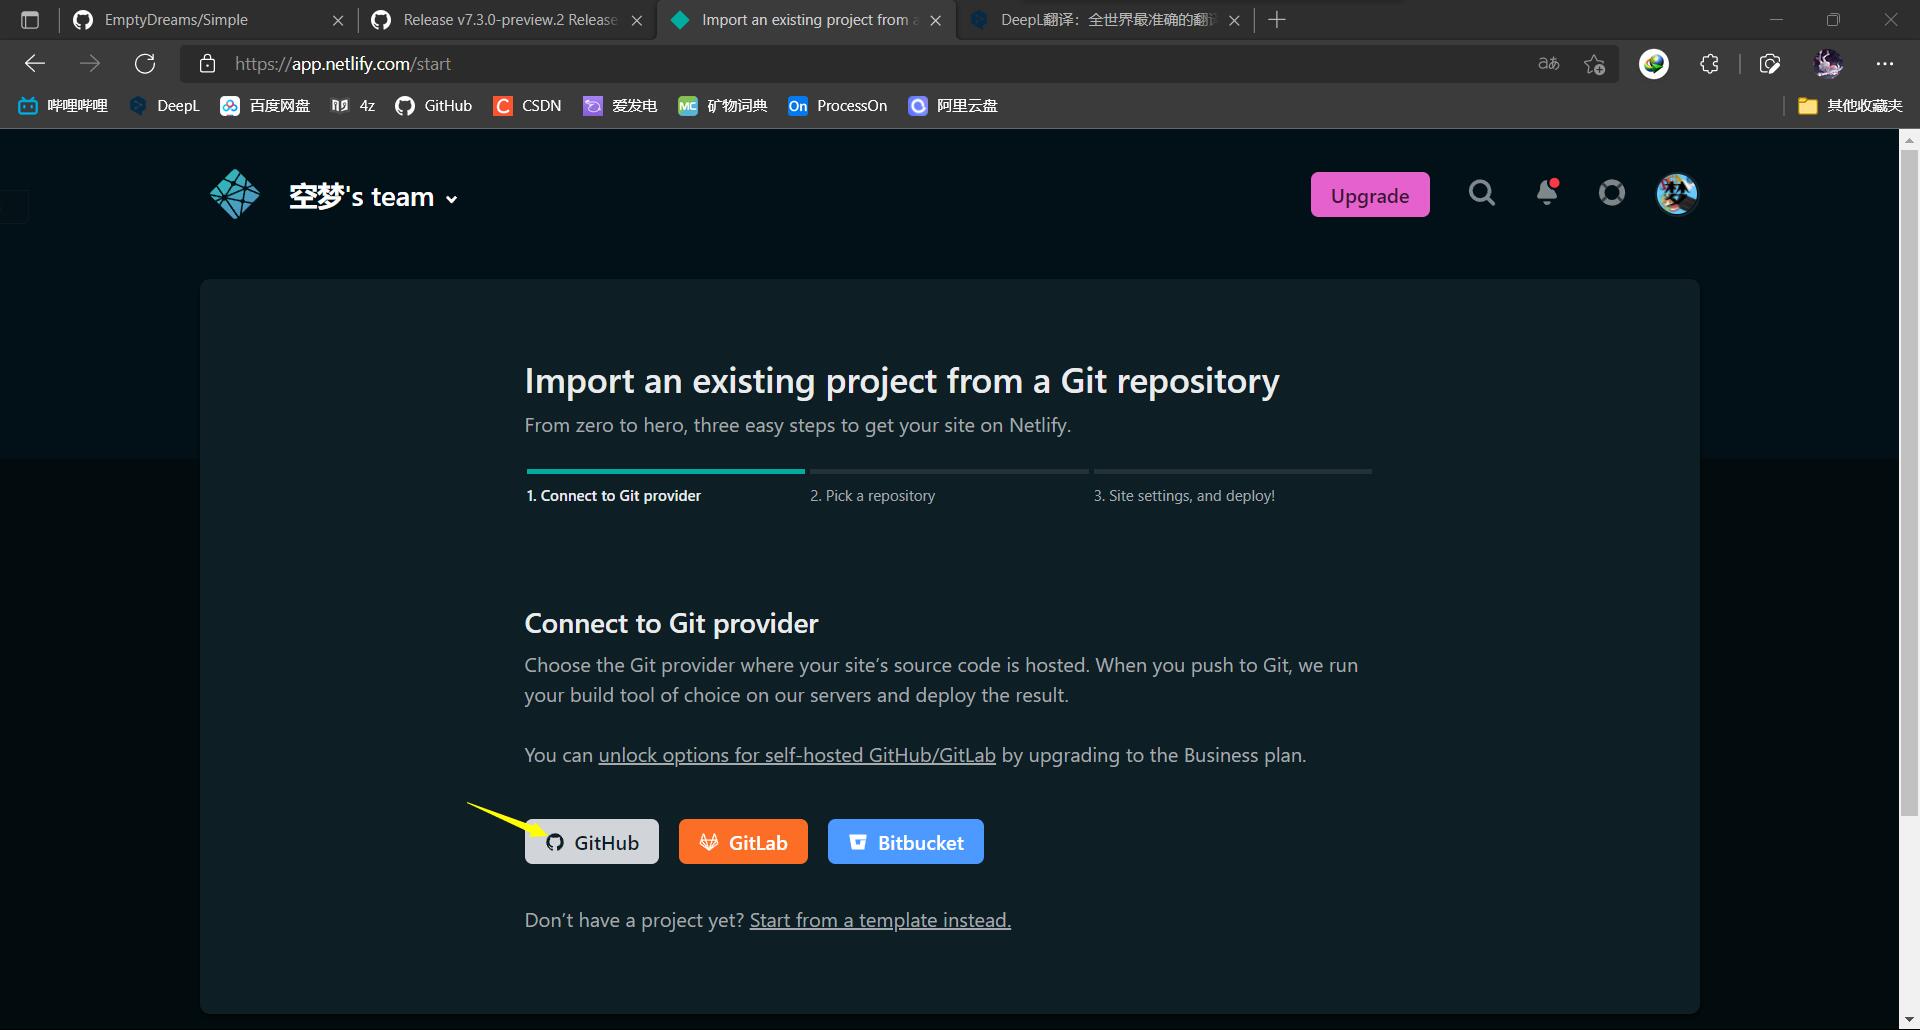 EmptyDreams/Simple
Release v7.3.0-preview.2 Release
Import an existing project from a
DeepL翻译：全世界最准确的翻译
https://app.netlify.com/start
aあ
哔哩哔哩
DeepL
百度网盘
4z
GitHub
CSDN
爱发电
MC
矿物词典
On
ProcessOn
阿里云盘
其他收藏夹
空梦's team
Upgrade
梦
Import an existing project from a Git repository
From zero to hero, three easy steps to get your site on Netlify.
1. Connect to Git provider
2. Pick a repository
3. Site settings, and deploy!
Connect to Git provider
Choose the Git provider where your site’s source code is hosted. When you push to Git, we run
your build tool of choice on our servers and deploy the result.
You can unlock options for self-hosted GitHub/GitLab by upgrading to the Business plan.
GitHub
GitLab
Bitbucket
Don’t have a project yet? Start from a template instead.